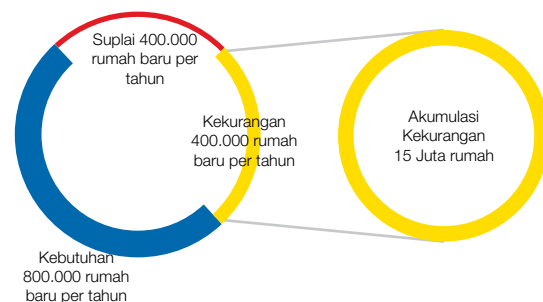 Suplai 400.000
rumah baru per
tahun
Kekurangan
400.000 rumah
baru per tahun
Kebutuhan
800.000 rumah
baru per tahun
Akumulasi
Kekurangan
15 Juta rumah